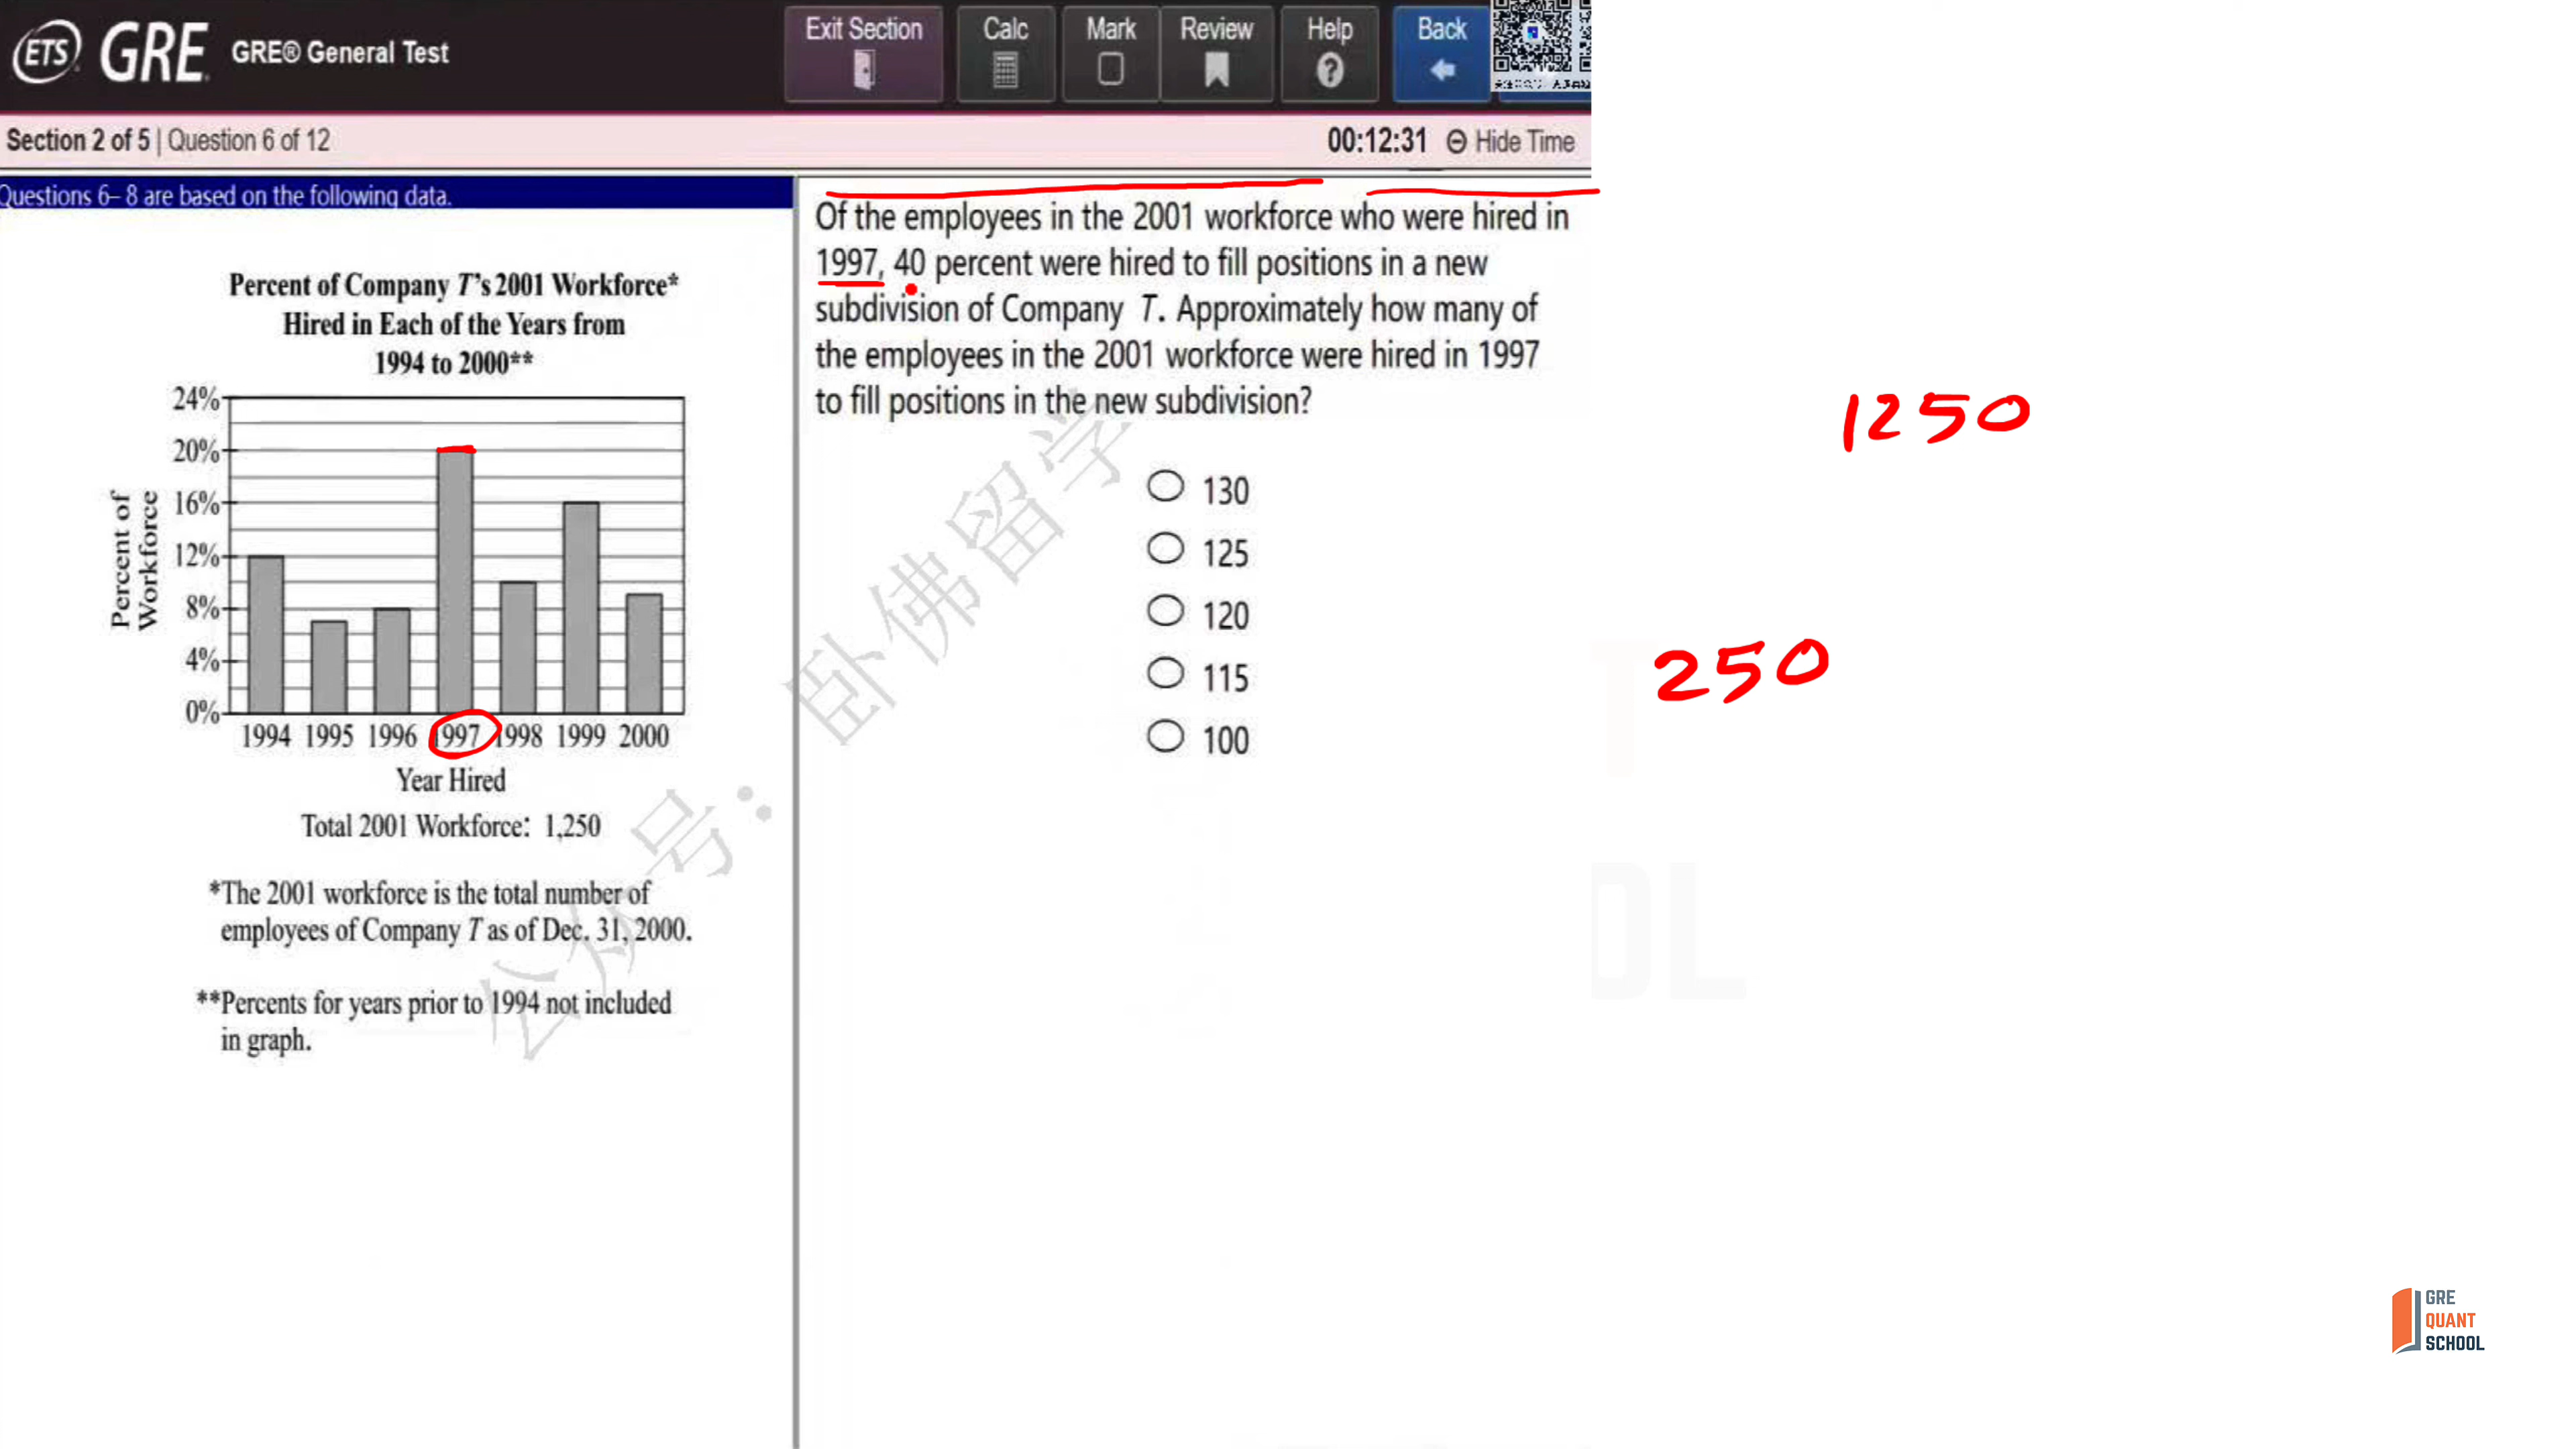 ETS GRE GRE® General Test
Exit Section
Calc
Mark
Review
Help
Back
Section 2 of 5 | Question 6 of 12
00:12:31 Hide Time
Questions 6–8 are based on the following data.
Percent of Company T's 2001 Workforce*
Hired in Each of the Years from
1994 to 2000**
24%
20%
16%
12%
8%
4%
0%
Percent of
Workforce
1994 1995 1996 1997 1998 1999 2000
Year Hired
Total 2001 Workforce: 1,250
*The 2001 workforce is the total number of
employees of Company T as of Dec. 31, 2000.
**Percents for years prior to 1994 not included
in graph.
Of the employees in the 2001 workforce who were hired in
1997, 40 percent were hired to fill positions in a new
subdivision of Company T. Approximately how many of
the employees in the 2001 workforce were hired in 1997
to fill positions in the new subdivision?
130
125
120
115
100
1250
250
公众号：卧佛留学
GRE
QUANT
SCHOOL